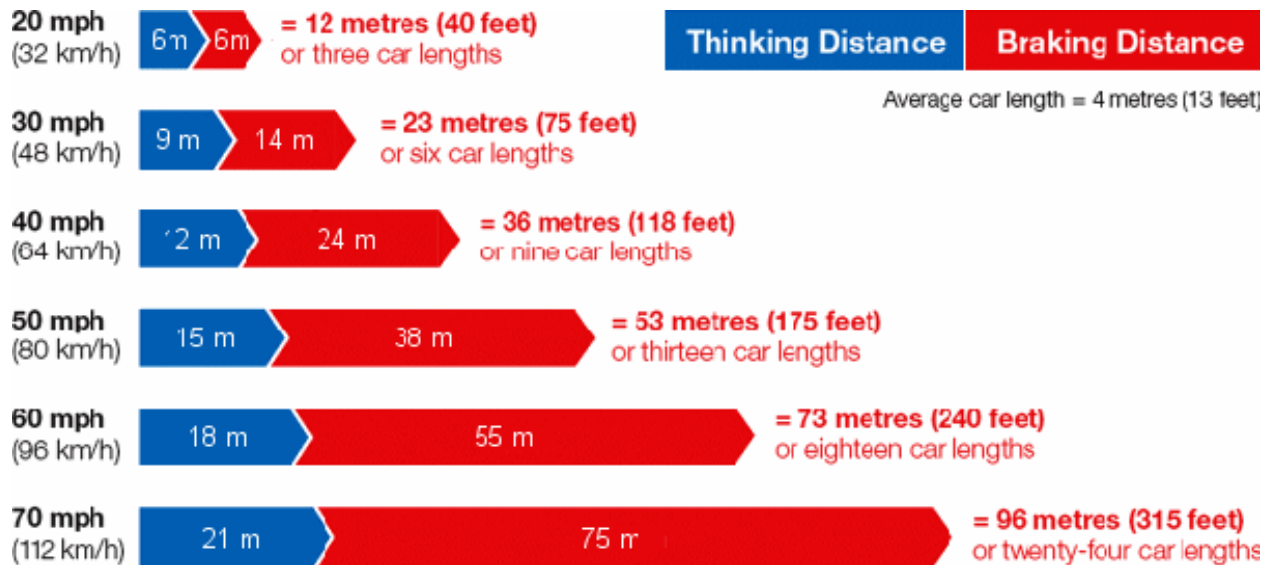 20 mph
(32 km/h)
6m 6m
= 12 metres (40 feet)
or three car lengths
Thinking Distance
Braking Distance
Average car length = 4 metres (13 feet)
30 mph
(48 km/h)
9 m 14 m
= 23 metres (75 feet)
or six car lengths
40 mph
(64 km/h)
12 m 24 m
= 36 metres (118 feet)
or nine car lengths
50 mph
(80 km/h)
15 m 38 m
= 53 metres (175 feet)
or thirteen car lengths
60 mph
(96 km/h)
18 m 55 m
= 73 metres (240 feet)
or eighteen car lengths
70 mph
(112 km/h)
21 m 75 m
= 96 metres (315 feet)
or twenty-four car lengths